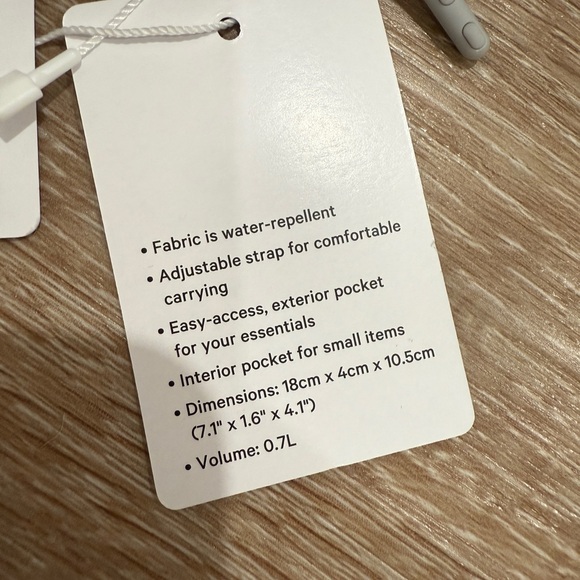 • Fabric is water-repellent
• Adjustable strap for comfortable
carrying
• Easy-access, exterior pocket
for your essentials
• Interior pocket for small items
• Dimensions: 18cm x 4cm x 10.5cm
(7.1" x 1.6" x 4.1")
• Volume: 0.7L